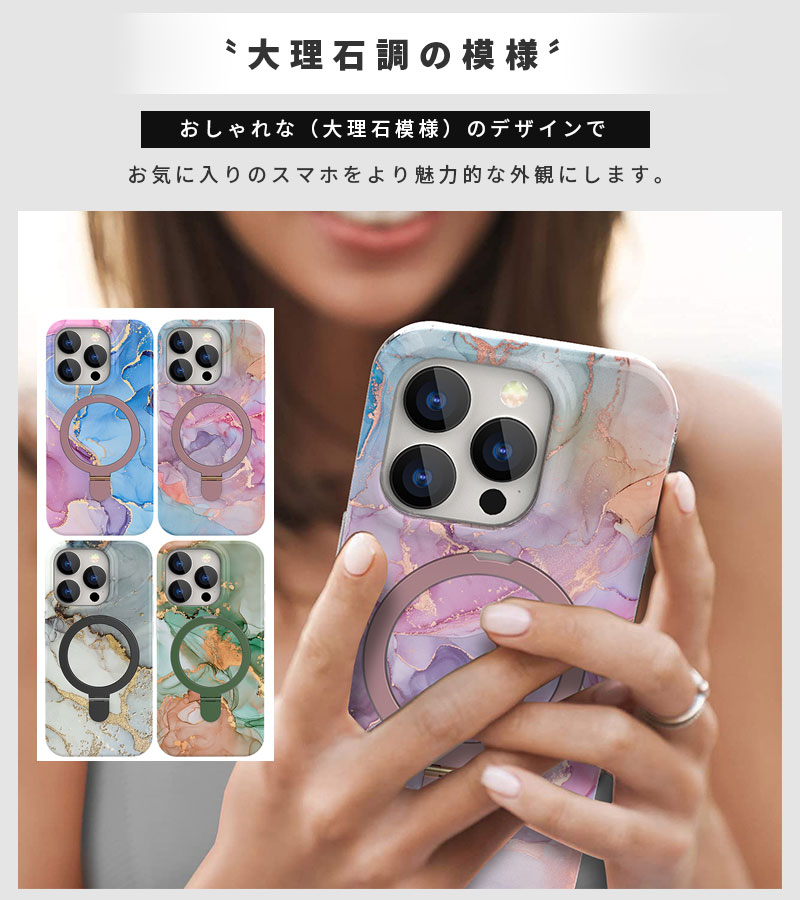 〝大理石調の模様〞
おしゃれな（大理石模様）のデザインで
お気に入りのスマホをより魅力的な外観にします。